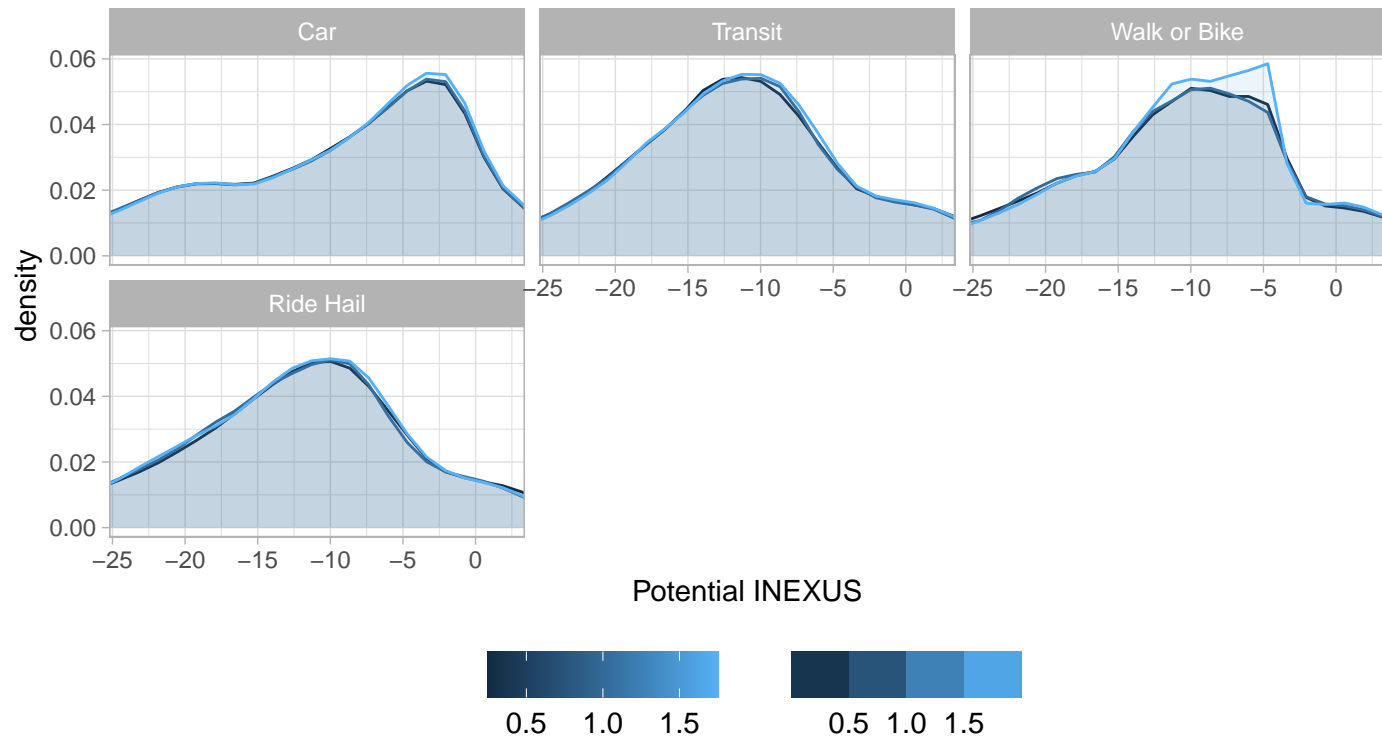 Car Transit Walk or Bike
0.06
0.04
0.02
0.00
−25 −20 −15 −10 −5 0 −25 −20 −15 −10 −5 0
density
Ride Hail
0.06
0.04
0.02
0.00
−25 −20 −15 −10 −5 0
Potential INEXUS
0.5 1.0 1.5 0.5 1.0 1.5